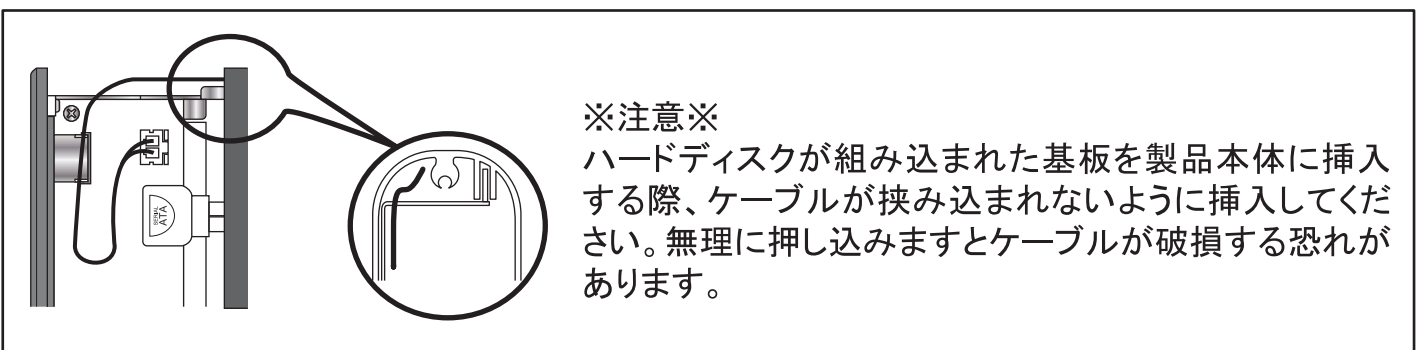 ※注意※
ハードディスクが組み込まれた基板を製品本体に挿入
する際、ケーブルが挟み込まれないように挿入してくだ
さい。無理に押し込みますとケーブルが破損する恐れが
あります。
SERIAL
ATA